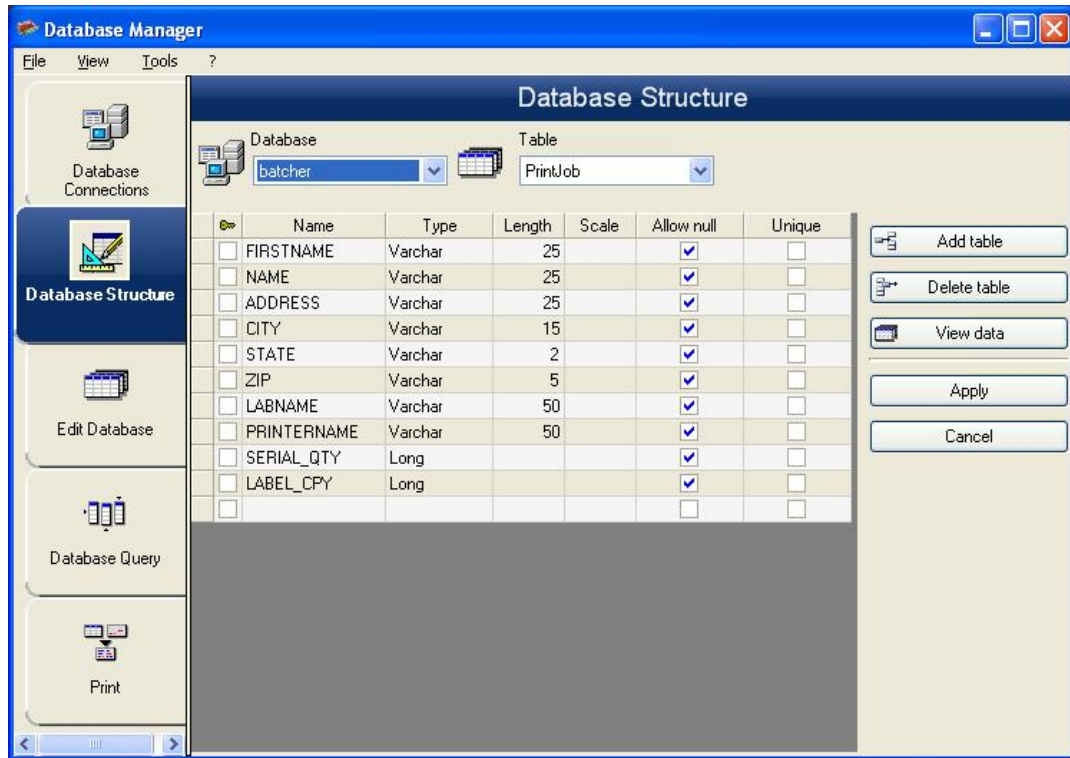 Database Manager
File View Tools ?
Database Connections
Database Structure
Edit Database
Database Query
Print
Database Structure
Database Table
batcher PrintJob
Name Type Length Scale Allow null Unique
FIRSTNAME Varchar 25
NAME Varchar 25
ADDRESS Varchar 25
CITY Varchar 15
STATE Varchar 2
ZIP Varchar 5
LABNAME Varchar 50
PRINTERNAME Varchar 50
SERIAL_QTY Long
LABEL_CPY Long
Add table
Delete table
View data
Apply
Cancel